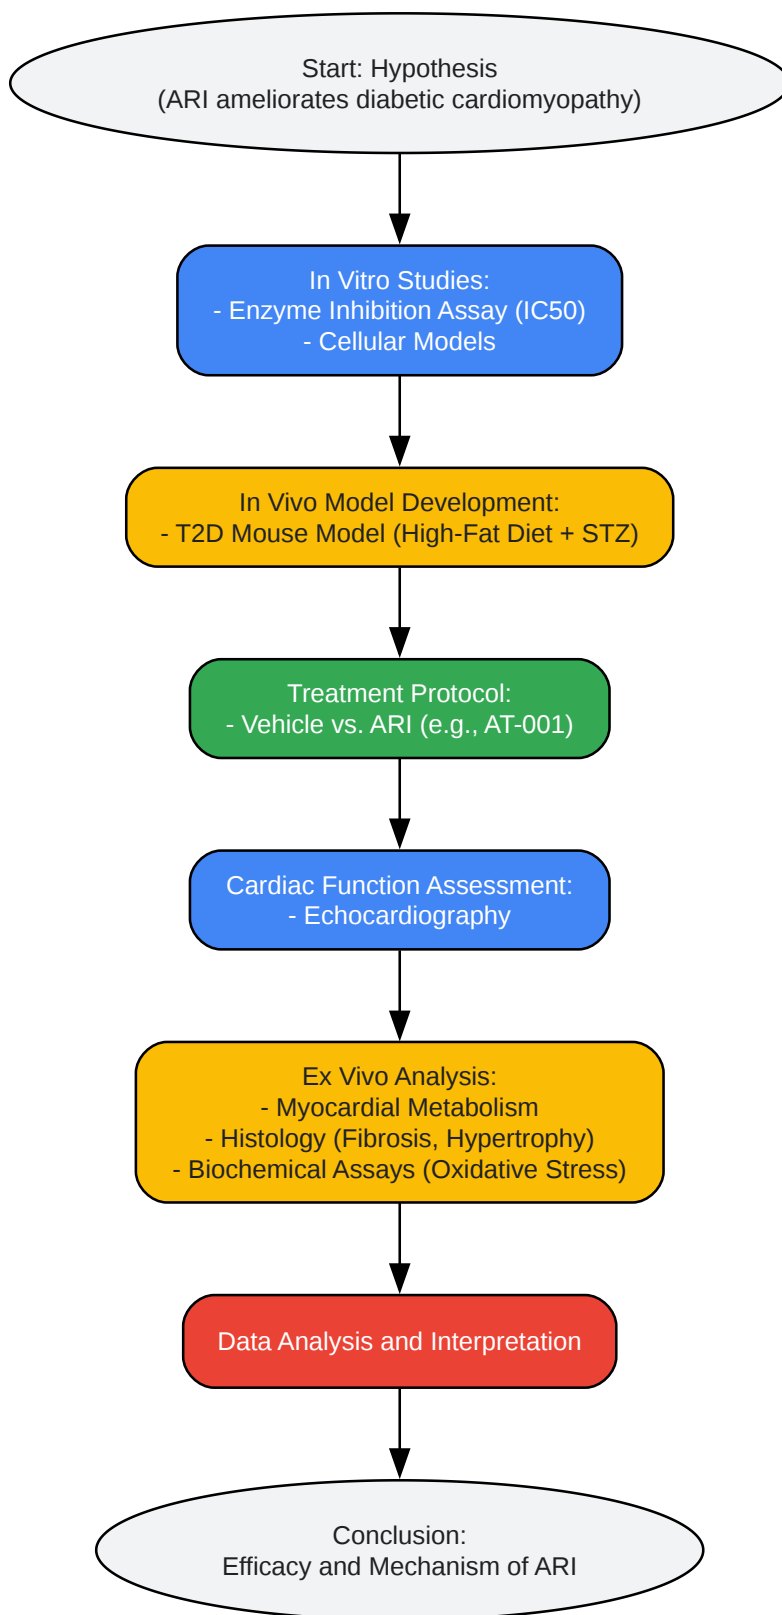 Start: Hypothesis
(ARI ameliorates diabetic cardiomyopathy)
In Vitro Studies:
- Enzyme Inhibition Assay (IC50)
- Cellular Models
In Vivo Model Development:
- T2D Mouse Model (High-Fat Diet + STZ)
Treatment Protocol:
- Vehicle vs. ARI (e.g., AT-001)
Cardiac Function Assessment:
- Echocardiography
Ex Vivo Analysis:
- Myocardial Metabolism
- Histology (Fibrosis, Hypertrophy)
- Biochemical Assays (Oxidative Stress)
Data Analysis and Interpretation
Conclusion:
Efficacy and Mechanism of ARI